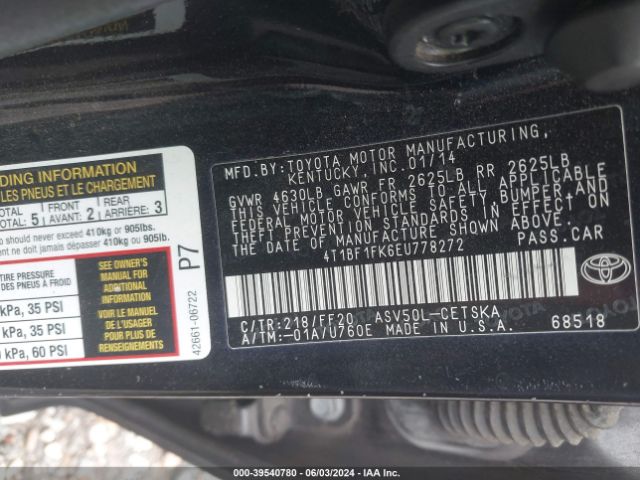 DING INFORMATION
LES PNEUS ET LE CHARGEMENT
TOTAL 5 FRONT AVANT: 2 REAR ARRIÈRE: 3
TOTAL:
o should never exceed 410kg or 905lbs.
ne doit jamais dépasser 410kg or 905lb.
TIRE PRESSURE
DES PNEUS
kPa, 35 PSI
kPa, 35 PSI
kPa, 60 PSI
SEE OWNER'S
MANUAL FOR
ADDITIONAL
INFORMATION
VOIR LE MANUEL
DE L'USAGER
POUR PLUS DE
RENSEIGNEMENTS
P7
42661-06722
MFD.BY:TOYOTA MOTOR MANUFACTURING,
KENTUCKY,INC.01/14
GVWR 4630LB GAWR FR 2625LB RR 2625LB
THIS VEHICLE CONFORMS TO ALL APPLICABLE
FEDERAL MOTOR VEHICLE SAFETY,BUMPER,AND
THEFT PREVENTION STANDARDS IN EFFECT ON
THE DATE OF MANUFACTURE SHOWN ABOVE.
4T1BF1FK6EU778272 PASS.CAR
C/TR:218/FF20 ASV50L-CETSKA
A/TM:-01A/U760E MADE IN U.S.A. 68518
TOYOTA
000-39540780 - 06/03/2024 - IAA, Inc.